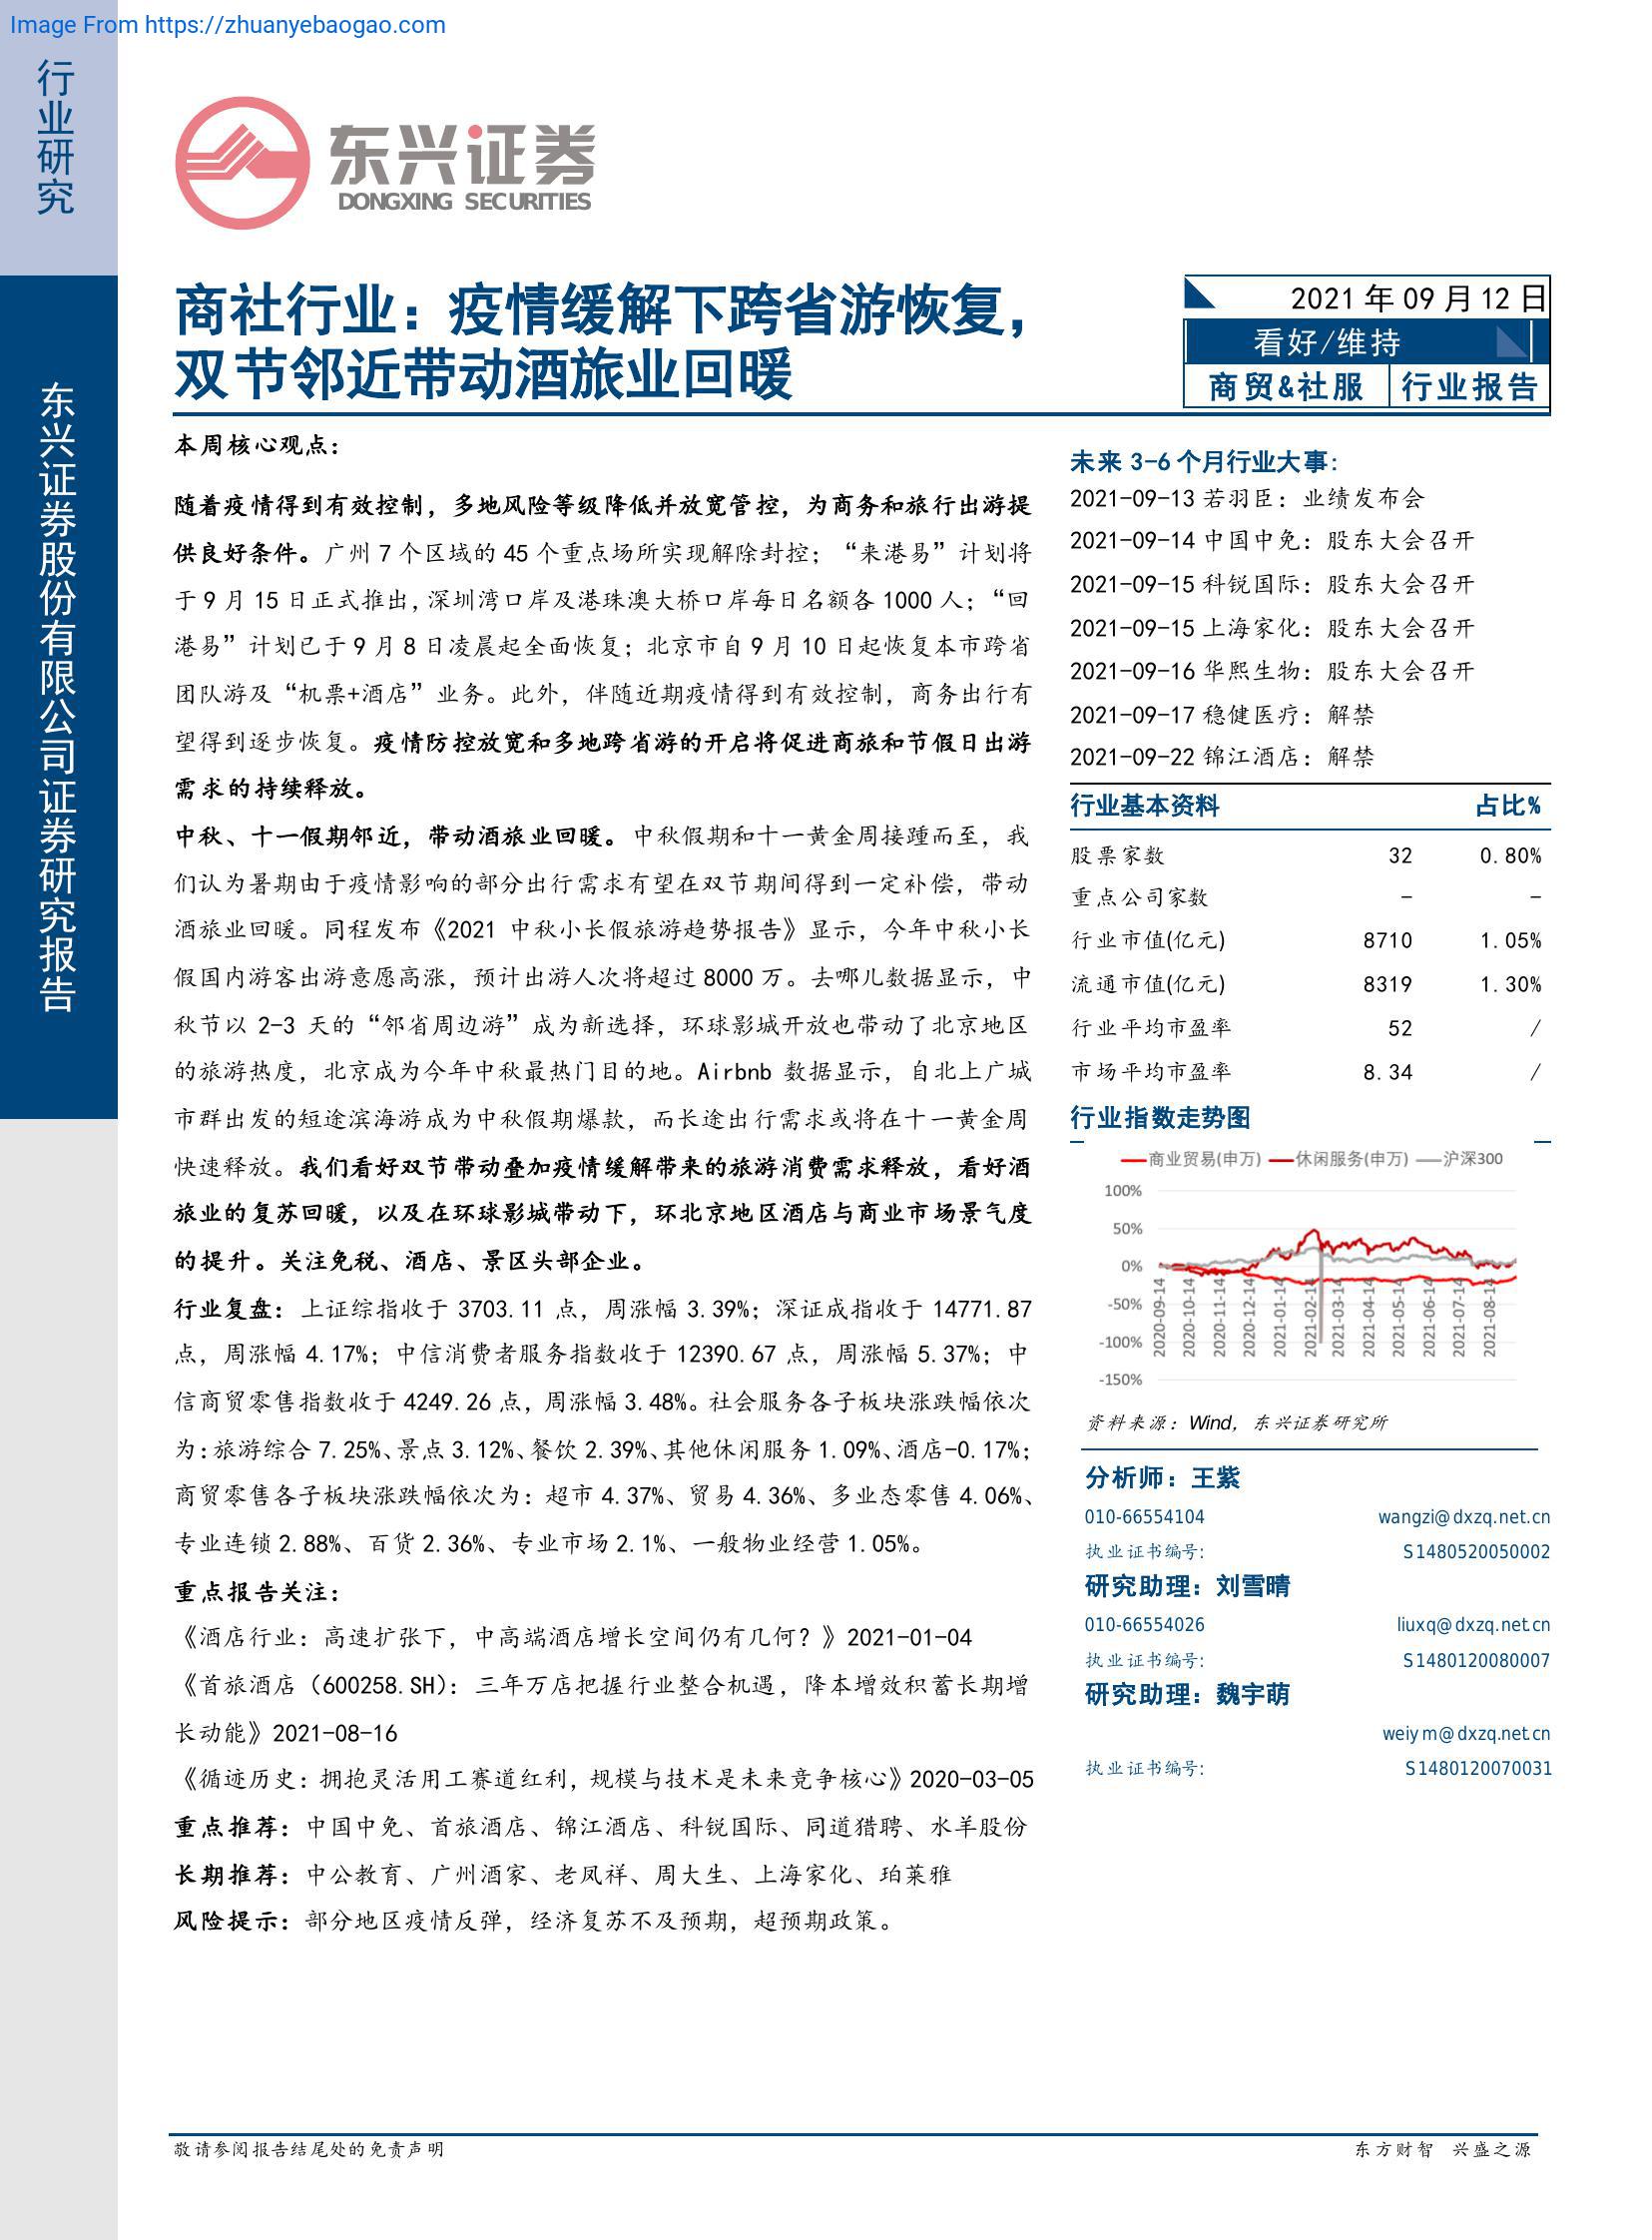 Image From https://zhuanyebaogao.com
行业研究
东兴证券股份有限公司证券研究报告
东兴证券
DONGXING SECURITIES
商社行业：疫情缓解下跨省游恢复，
双节邻近带动酒旅业回暖
2021 年 09 月 12 日
看好/维持
商贸&社服 行业报告
本周核心观点：
随着疫情得到有效控制，多地风险等级降低并放宽管控，为商务和旅行出游提
供良好条件。广州 7 个区域的 45 个重点场所实现解除封控；“来港易”计划将
于 9 月 15 日正式推出，深圳湾口岸及港珠澳大桥口岸每日名额各 1000 人；“回
港易”计划已于 9 月 8 日凌晨起全面恢复；北京市自 9 月 10 日起恢复本市跨省
团队游及“机票+酒店”业务。此外，伴随近期疫情得到有效控制，商务出行有
望得到逐步恢复。疫情防控放宽和多地跨省游的开启将促进商旅和节假日出游
需求的持续释放。
中秋、十一假期邻近，带动酒旅业回暖。中秋假期和十一黄金周接踵而至，我
们认为暑期由于疫情影响的部分出行需求有望在双节期间得到一定补偿，带动
酒旅业回暖。同程发布《2021 中秋小长假旅游趋势报告》显示，今年中秋小长
假国内游客出游意愿高涨，预计出游人次将超过 8000 万。去哪儿数据显示，中
秋节以 2-3 天的“邻省周边游”成为新选择，环球影城开放也带动了北京地区
的旅游热度，北京成为今年中秋最热门目的地。Airbnb 数据显示，自北上广城
市群出发的短途滨海游成为中秋假期爆款，而长途出行需求或将在十一黄金周
快速释放。我们看好双节带动叠加疫情缓解带来的旅游消费需求释放，看好酒
旅业的复苏回暖，以及在环球影城带动下，环北京地区酒店与商业市场景气度
的提升。关注免税、酒店、景区头部企业。
行业复盘：上证综指收于 3703.11 点，周涨幅 3.39%；深证成指收于 14771.87
点，周涨幅 4.17%；中信消费者服务指数收于 12390.67 点，周涨幅 5.37%；中
信商贸零售指数收于 4249.26 点，周涨幅 3.48%。社会服务各子板块涨跌幅依次
为：旅游综合 7.25%、景点 3.12%、餐饮 2.39%、其他休闲服务 1.09%、酒店-0.17%；
商贸零售各子板块涨跌幅依次为：超市 4.37%、贸易 4.36%、多业态零售 4.06%、
专业连锁 2.88%、百货 2.36%、专业市场 2.1%、一般物业经营 1.05%。
重点报告关注：
《酒店行业：高速扩张下，中高端酒店增长空间仍有几何？》2021-01-04
《首旅酒店（600258.SH）：三年万店把握行业整合机遇，降本增效积蓄长期增
长动能》2021-08-16
《循迹历史：拥抱灵活用工赛道红利，规模与技术是未来竞争核心》2020-03-05
重点推荐：中国中免、首旅酒店、锦江酒店、科锐国际、同道猎聘、水羊股份
长期推荐：中公教育、广州酒家、老凤祥、周大生、上海家化、珀莱雅
风险提示：部分地区疫情反弹，经济复苏不及预期，超预期政策。
未来 3-6 个月行业大事：
2021-09-13 若羽臣：业绩发布会
2021-09-14 中国中免：股东大会召开
2021-09-15 科锐国际：股东大会召开
2021-09-15 上海家化：股东大会召开
2021-09-16 华熙生物：股东大会召开
2021-09-17 稳健医疗：解禁
2021-09-22 锦江酒店：解禁
行业基本资料 占比%
股票家数 32 0.80%
重点公司家数 - -
行业市值(亿元) 8710 1.05%
流通市值(亿元) 8319 1.30%
行业平均市盈率 52 /
市场平均市盈率 8.34 /
行业指数走势图
商业贸易(申万) 休闲服务(申万) 沪深300
100%
50%
0%
-50%
-100%
-150%
2020-09-14
2020-10-14
2020-11-14
2020-12-14
2021-01-14
2021-02-14
2021-03-14
2021-04-14
2021-05-14
2021-06-14
2021-07-14
2021-08-14
资料来源：Wind，东兴证券研究所
分析师：王紫
010-66554104 wangzi@dxzq.net.cn
执业证书编号: S1480520050002
研究助理：刘雪晴
010-66554026 liuxq@dxzq.net.cn
执业证书编号: S1480120080007
研究助理：魏宇萌
weiym@dxzq.net.cn
执业证书编号: S1480120070031
敬请参阅报告结尾处的免责声明
东方财智 兴盛之源